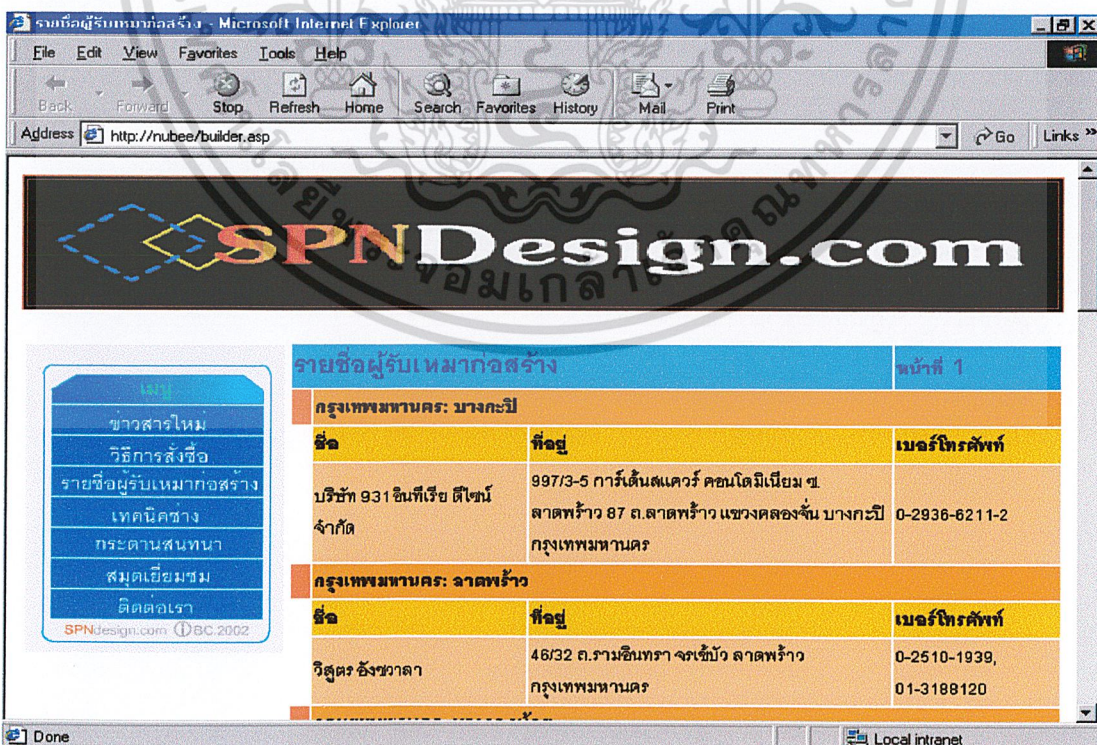 รายชื่อผู้รับเหมาก่อสร้าง - Microsoft Internet Explorer
File Edit View Favorites Tools Help
Back Forward Stop Refresh Home Search Favorites History Mail Print
Address http://nubee/builder.asp Go Links »
SPNDesign.com
เมนู
ข่าวสารใหม่
วิธีการสั่งซื้อ
รายชื่อผู้รับเหมาก่อสร้าง
เทคนิคช่าง
กระดานสนทนา
สมุดเยี่ยมชม
ติดต่อเรา
SPNdesign.com BC.2002
รายชื่อผู้รับเหมาก่อสร้าง หน้าที่ 1
กรุงเทพมหานคร: บางกะปิ
ชื่อ ที่อยู่ เบอร์โทรศัพท์
บริษัท 931 อินทีเรีย ดีไซน์
จำกัด
997/3-5 การ์เด้นสแควร์ คอนโดมิเนียม ซ.
ลาดพร้าว 87 ถ.ลาดพร้าว แขวงคลองจั่น บางกะปิ
กรุงเทพมหานคร
0-2936-6211-2
กรุงเทพมหานคร: ลาดพร้าว
ชื่อ ที่อยู่ เบอร์โทรศัพท์
วิสูตร อังชวาลา
46/32 ถ.รามอินทรา จรเข้บัว ลาดพร้าว
กรุงเทพมหานคร
0-2510-1939,
01-3188120
Done Local intranet